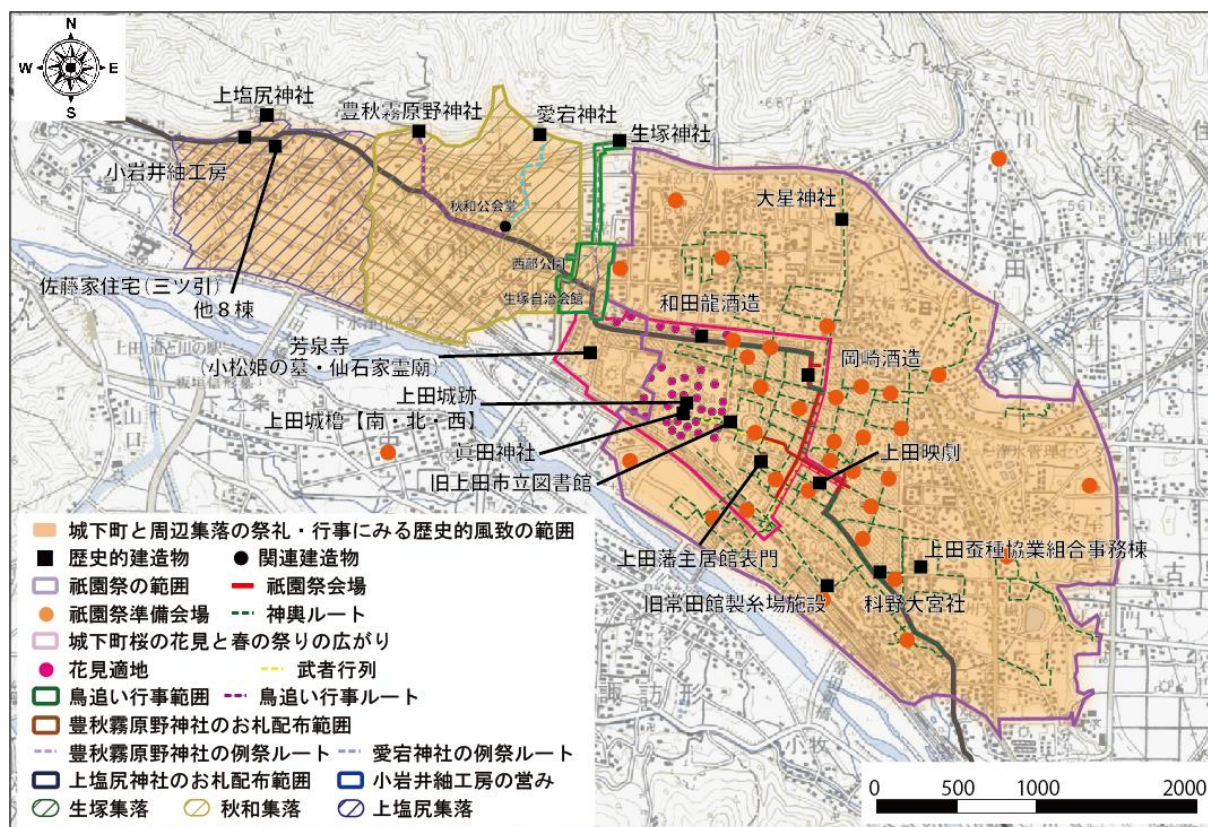 N
W E
S
上塩尻神社
豊秋霧原野神社
愛宕神社
生塚神社
小岩井紬工房
大星神社
秋和公会堂
西部公園
生塚自治会館
佐藤家住宅(三ツ引)
他8棟
和田龍酒造
芳泉寺
(小松姫の墓・仙石家霊廟)
岡崎酒造
上田城跡
上田城櫓【南・北・西】
眞田神社
旧上田市立図書館
上田映劇
上田藩主居館表門
上田蚕種協業組合事務棟
旧常田館製糸場施設
科野大宮社
山口
中
諏訪形
小牧
城下町と周辺集落の祭礼・行事にみる歴史的風致の範囲
歴史的建造物 関連建造物
祇園祭の範囲 祇園祭会場
祇園祭準備会場 神輿ルート
城下町桜の花見と春の祭りの広がり
花見適地 武者行列
鳥追い行事範囲 鳥追い行事ルート
豊秋霧原野神社のお札配布範囲
豊秋霧原野神社の例祭ルート 愛宕神社の例祭ルート
上塩尻神社のお札配布範囲 小岩井紬工房の営み
生塚集落 秋和集落 上塩尻集落
0 500 1000 2000